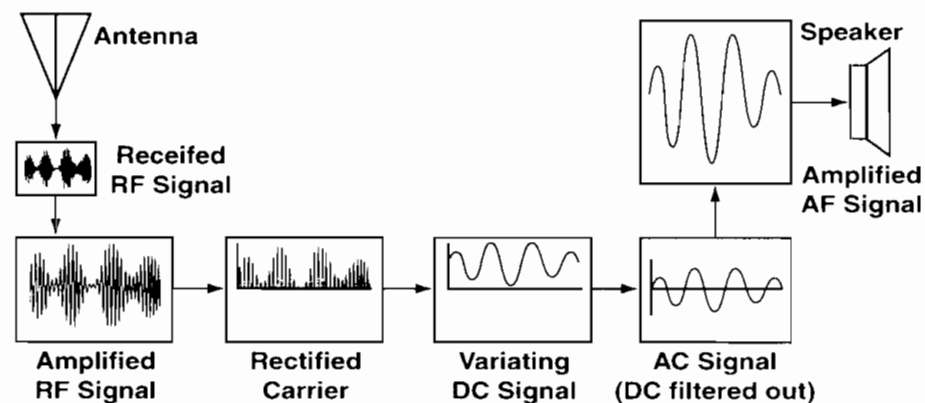 Antenna
Receifed
RF Signal
Amplified
RF Signal
Rectified
Carrier
Variating
DC Signal
AC Signal
(DC filtered out)
Speaker
Amplified
AF Signal